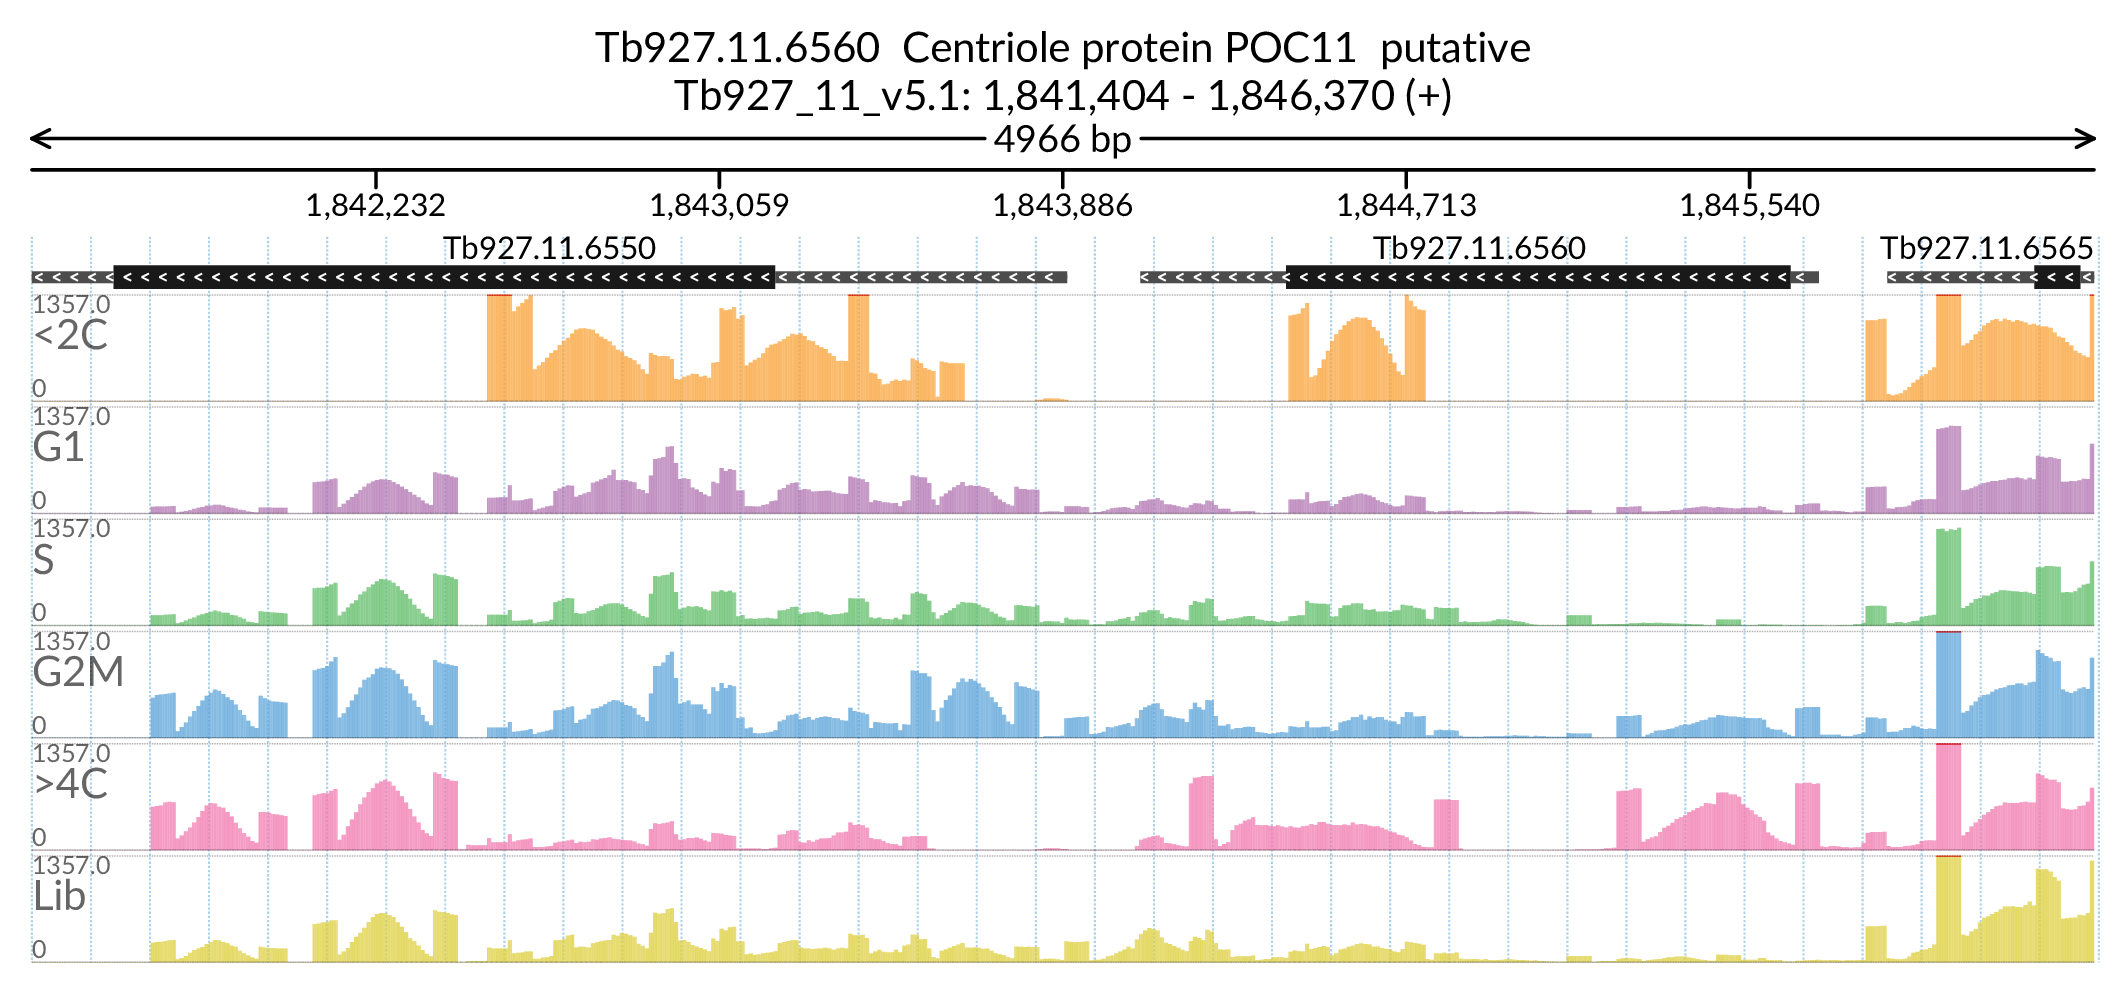 Tb927.11.6560 Centriole protein POC11 putative
Tb927_11_v5.1: 1,841,404 - 1,846,370 (+)
4966 bp
1,842,232 1,843,059 1,843,886 1,844,713 1,845,540
Tb927.11.6550 Tb927.11.6560 Tb927.11.6565
1357.0
<2C
0
1357.0
G1
0
1357.0
S
0
1357.0
G2M
0
1357.0
>4C
0
1357.0
Lib
0